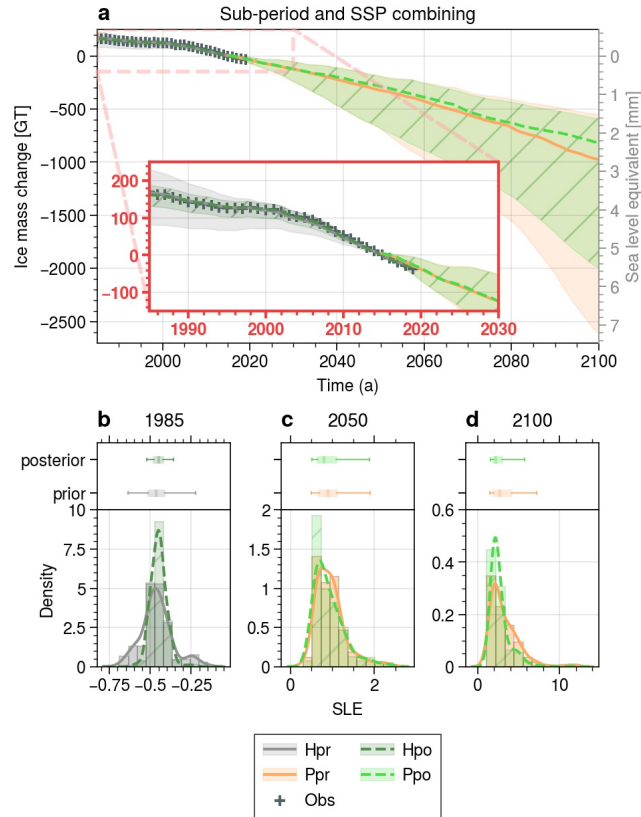 a Sub-period and SSP combining
Ice mass change [GT]
0
−500
−1000
−1500
−2000
−2500
0
1
2
3
4
5
6
7
Sea level equivalent [mm]
200
100
0
−100
1990 2000 2010 2020 2030
2000 2020 2040 2060 2080 2100
Time (a)
b 1985 c 2050 d 2100
posterior
prior
Density
10
7.5
5
2.5
0
2
1.5
1
0.5
0
0.6
0.4
0.2
0
−0.75 −0.5 −0.25 0 2 0 10
SLE
Hpr Hpo
Ppr Ppo
Obs